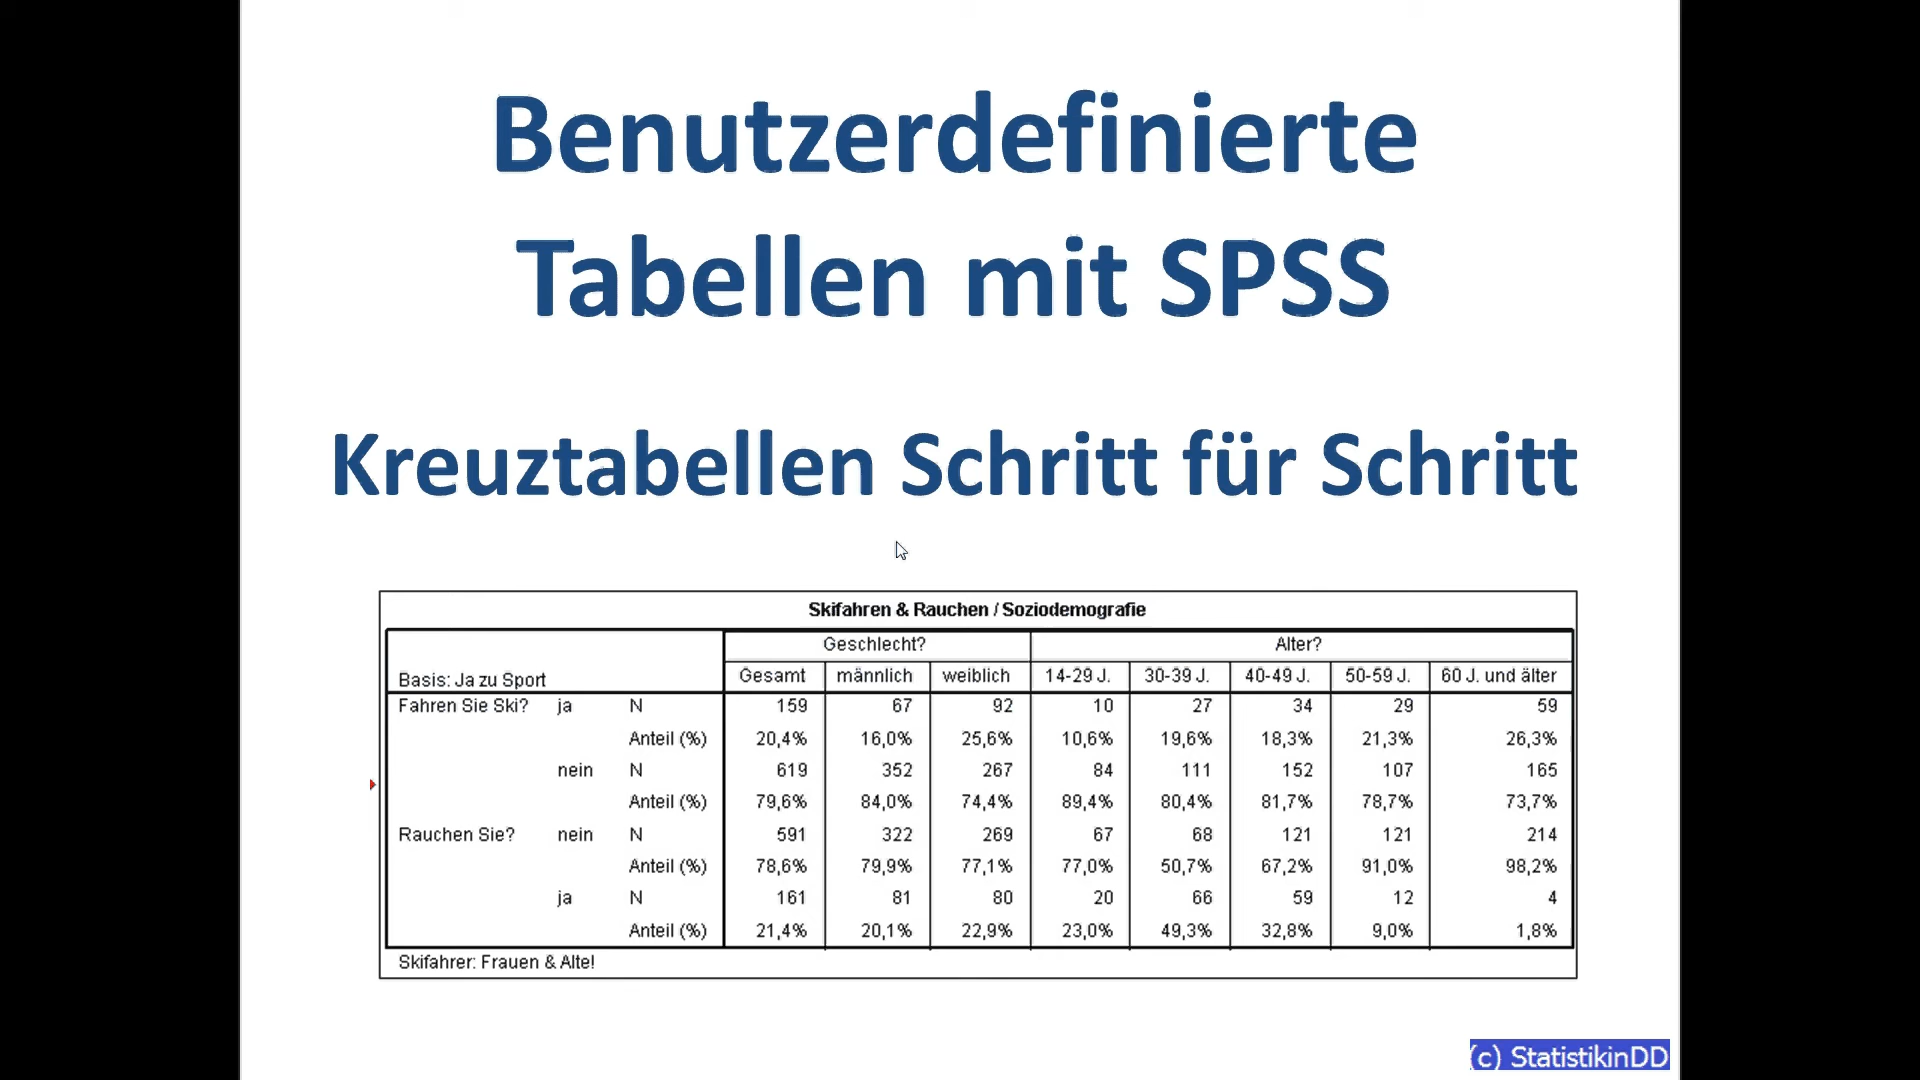 Benutzerdefinierte
Tabellen mit SPSS
Kreuztabellen Schritt für Schritt
Skifahren & Rauchen / Soziodemografie
Geschlecht? Alter?
Basis: Ja zu Sport Gesamt männlich weiblich 14-29 J. 30-39 J. 40-49 J. 50-59 J. 60 J. und älter
Fahren Sie Ski? ja N 159 67 92 10 27 34 29 59
Anteil (%) 20,4% 16,0% 25,6% 10,6% 19,6% 18,3% 21,3% 26,3%
nein N 619 352 267 84 111 152 107 165
Anteil (%) 79,6% 84,0% 74,4% 89,4% 80,4% 81,7% 78,7% 73,7%
Rauchen Sie? nein N 591 322 269 67 68 121 121 214
Anteil (%) 78,6% 79,9% 77,1% 77,0% 50,7% 67,2% 91,0% 98,2%
ja N 161 81 80 20 66 59 12 4
Anteil (%) 21,4% 20,1% 22,9% 23,0% 49,3% 32,8% 9,0% 1,8%
Skifahrer: Frauen & Alte!
(c) StatistikinDD